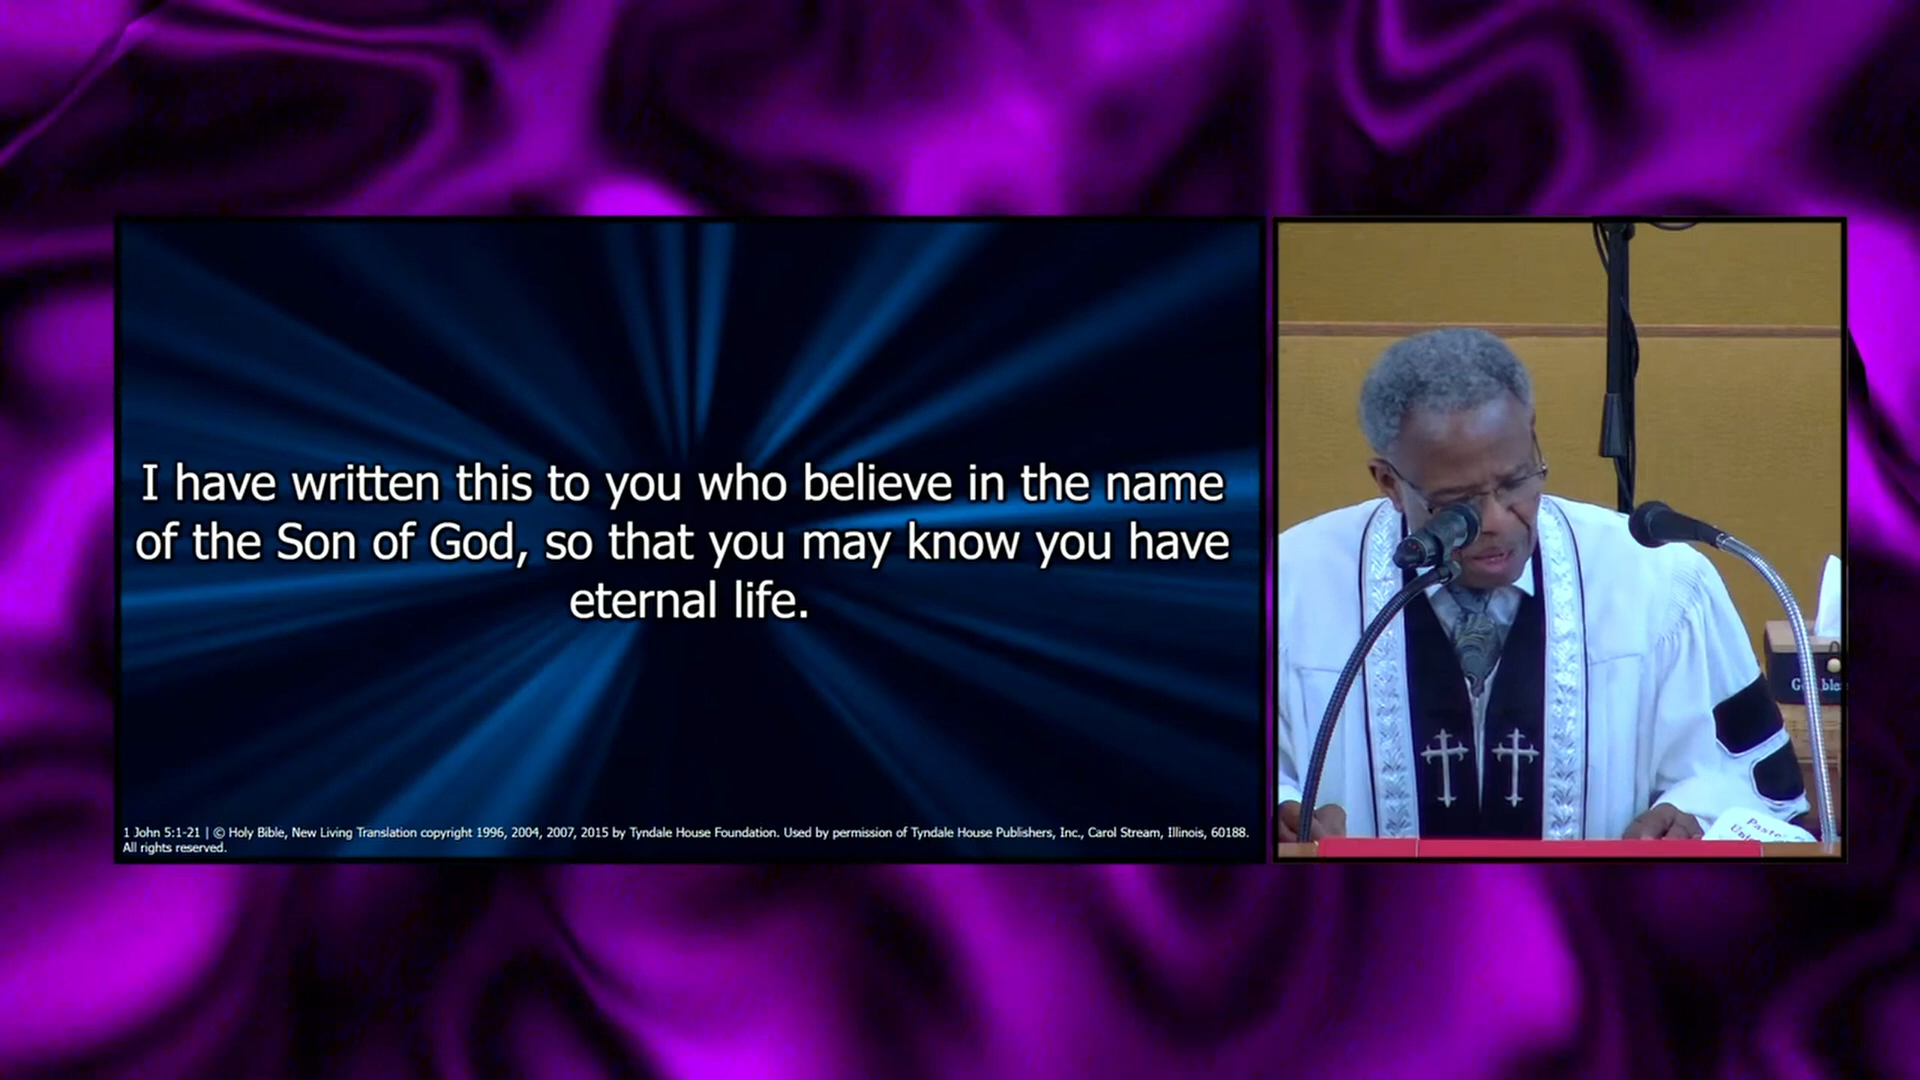 I have written this to you who believe in the name
of the Son of God, so that you may know you have
eternal life.
1 John 5:1-21 | © Holy Bible, New Living Translation copyright 1996, 2004, 2007, 2015 by Tyndale House Foundation. Used by permission of Tyndale House Publishers, Inc., Carol Stream, Illinois, 60188.
All rights reserved.